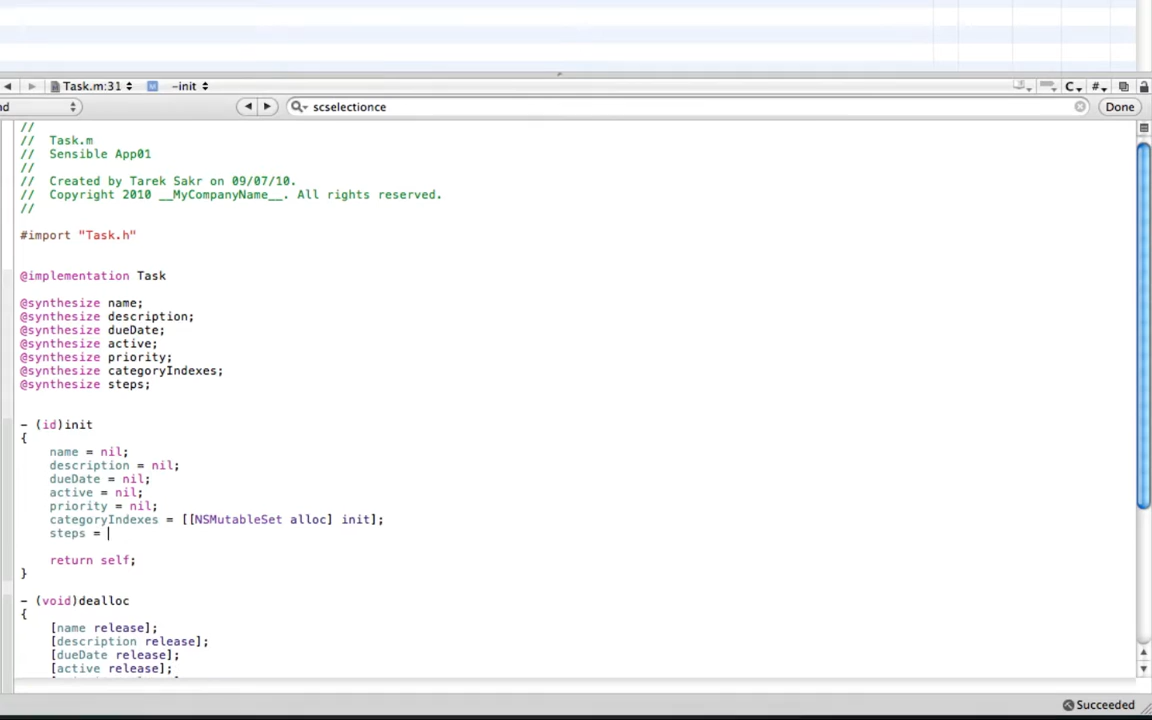 Task.m:31 -init
nd scselectionce Done
//
// Task.m
// Sensible App01
//
// Created by Tarek Sakr on 09/07/10.
// Copyright 2010 __MyCompanyName__. All rights reserved.
//
#import "Task.h"
@implementation Task
@synthesize name;
@synthesize description;
@synthesize dueDate;
@synthesize active;
@synthesize priority;
@synthesize categoryIndexes;
@synthesize steps;
- (id)init
{
name = nil;
description = nil;
dueDate = nil;
active = nil;
priority = nil;
categoryIndexes = [[NSMutableSet alloc] init];
steps =
return self;
}
- (void)dealloc
{
[name release];
[description release];
[dueDate release];
[active release];
Succeeded